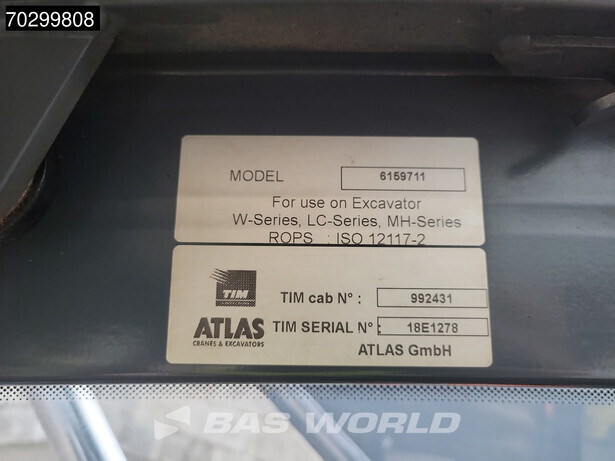 70299808
MODEL 6159711
For use on Excavator
W-Series, LC-Series, MH-Series
ROPS : ISO 12117-2
TIM
TIM cab N° : 992431
ATLAS
CRANES & EXCAVATORS
TIM SERIAL N° : 18E1278
ATLAS GmbH
BAS WORLD